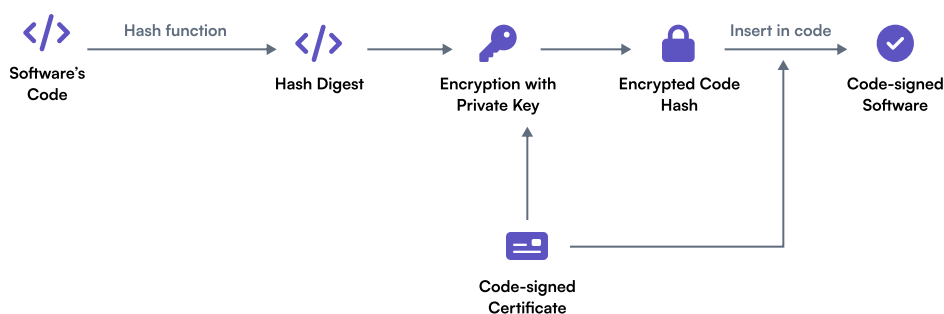 Hash function
Insert in code
Software's
Code
Hash Digest
Encryption with
Private Key
Encrypted Code
Hash
Code-signed
Software
Code-signed
Certificate